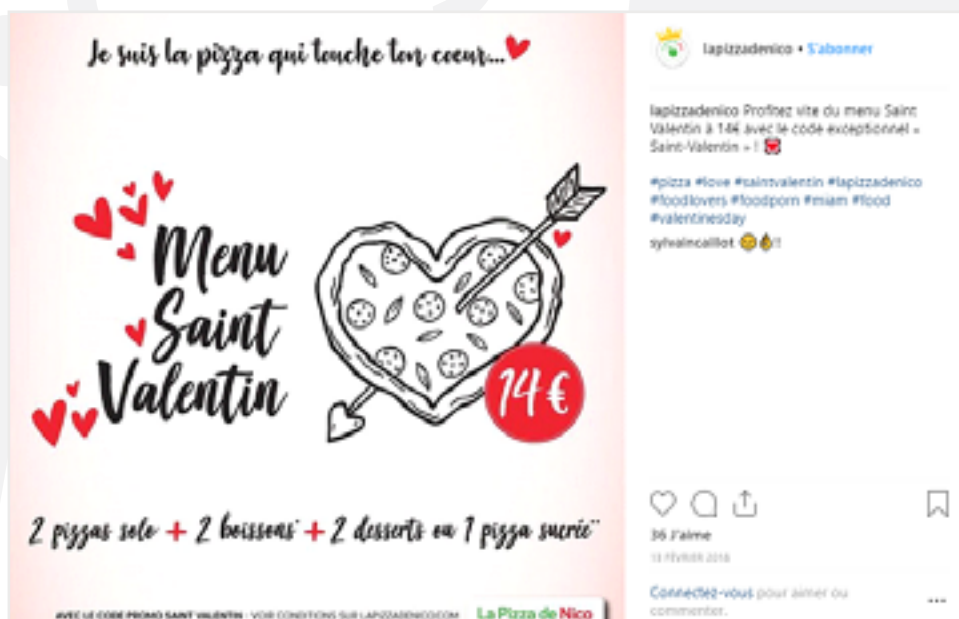 Je suis la pizza qui touche ton coeur...
Menu
Saint
Valentin
14€
2 pizzas solo + 2 boissons* + 2 desserts ou 1 pizza sucrée**
AVEC LE CODE PROMO SAINT VALENTIN - VOIR CONDITIONS SUR LAPIZZADENICO.COM
La Pizza de Nico
lapizzadenico • S'abonner
lapizzadenico Profitez vite du menu Saint
Valentin à 14€ avec le code exceptionnel «
Saint-Valentin » !
#pizza #love #saintvalentin #lapizzadenico
#foodlovers #foodporn #miam #food
#valentinesday
sylvaincaillot !!
36 J'aime
13 FÉVRIER 2018
Connectez-vous pour aimer ou
commenter.